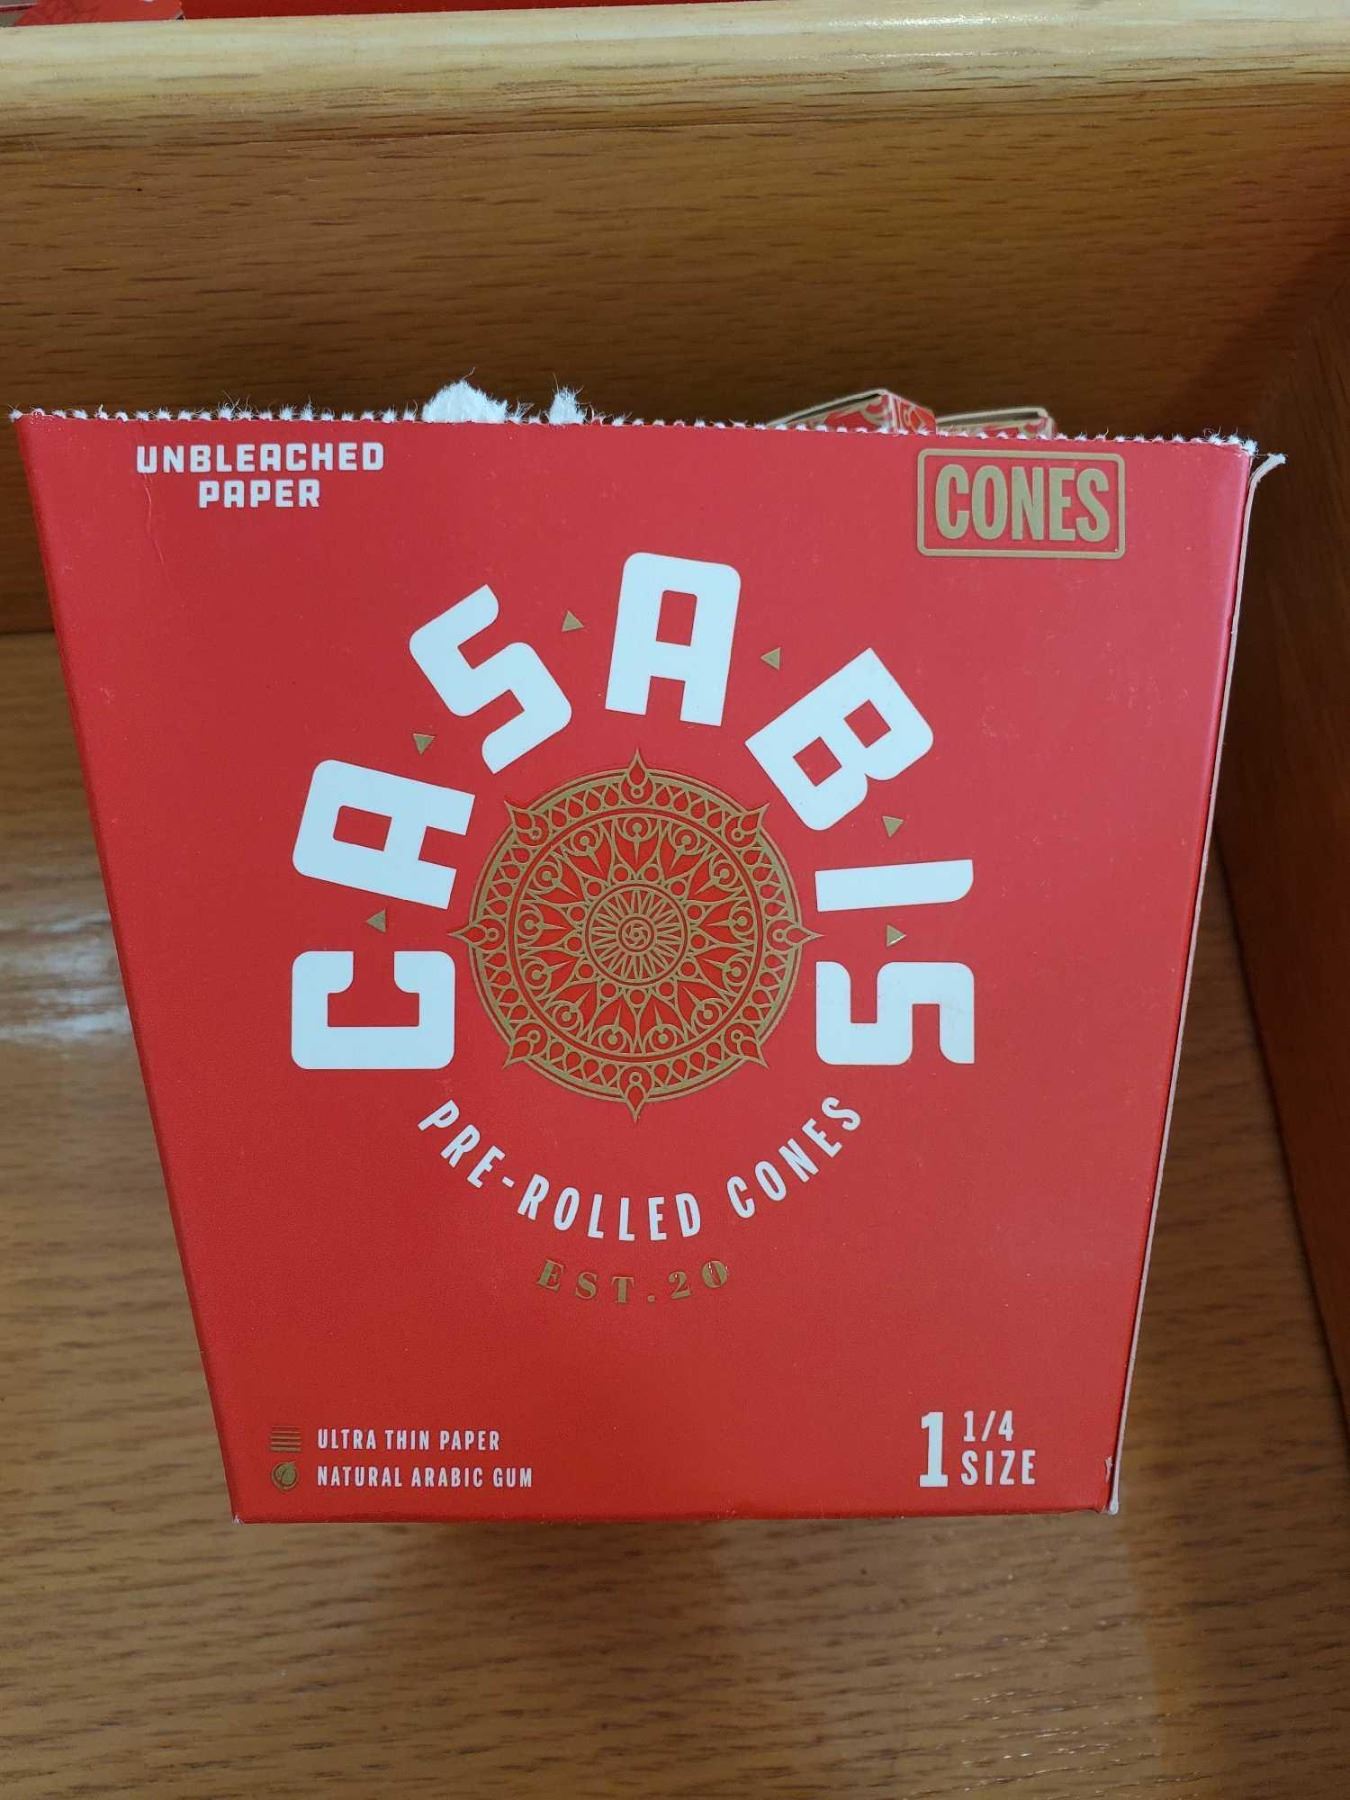 UNBLEACHED
PAPER
CONES
CASABIS
PRE-ROLLED CONES
EST.20
ULTRA THIN PAPER
NATURAL ARABIC GUM
1 1/4
SIZE